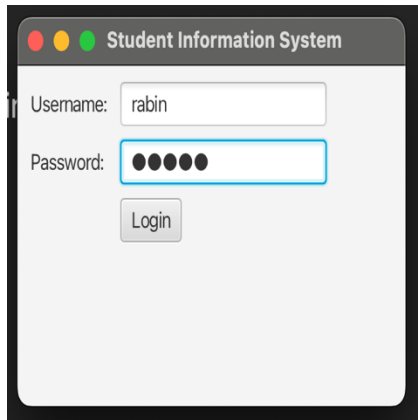 Student Information System
Username: rabin
Password: ●●●●●
Login